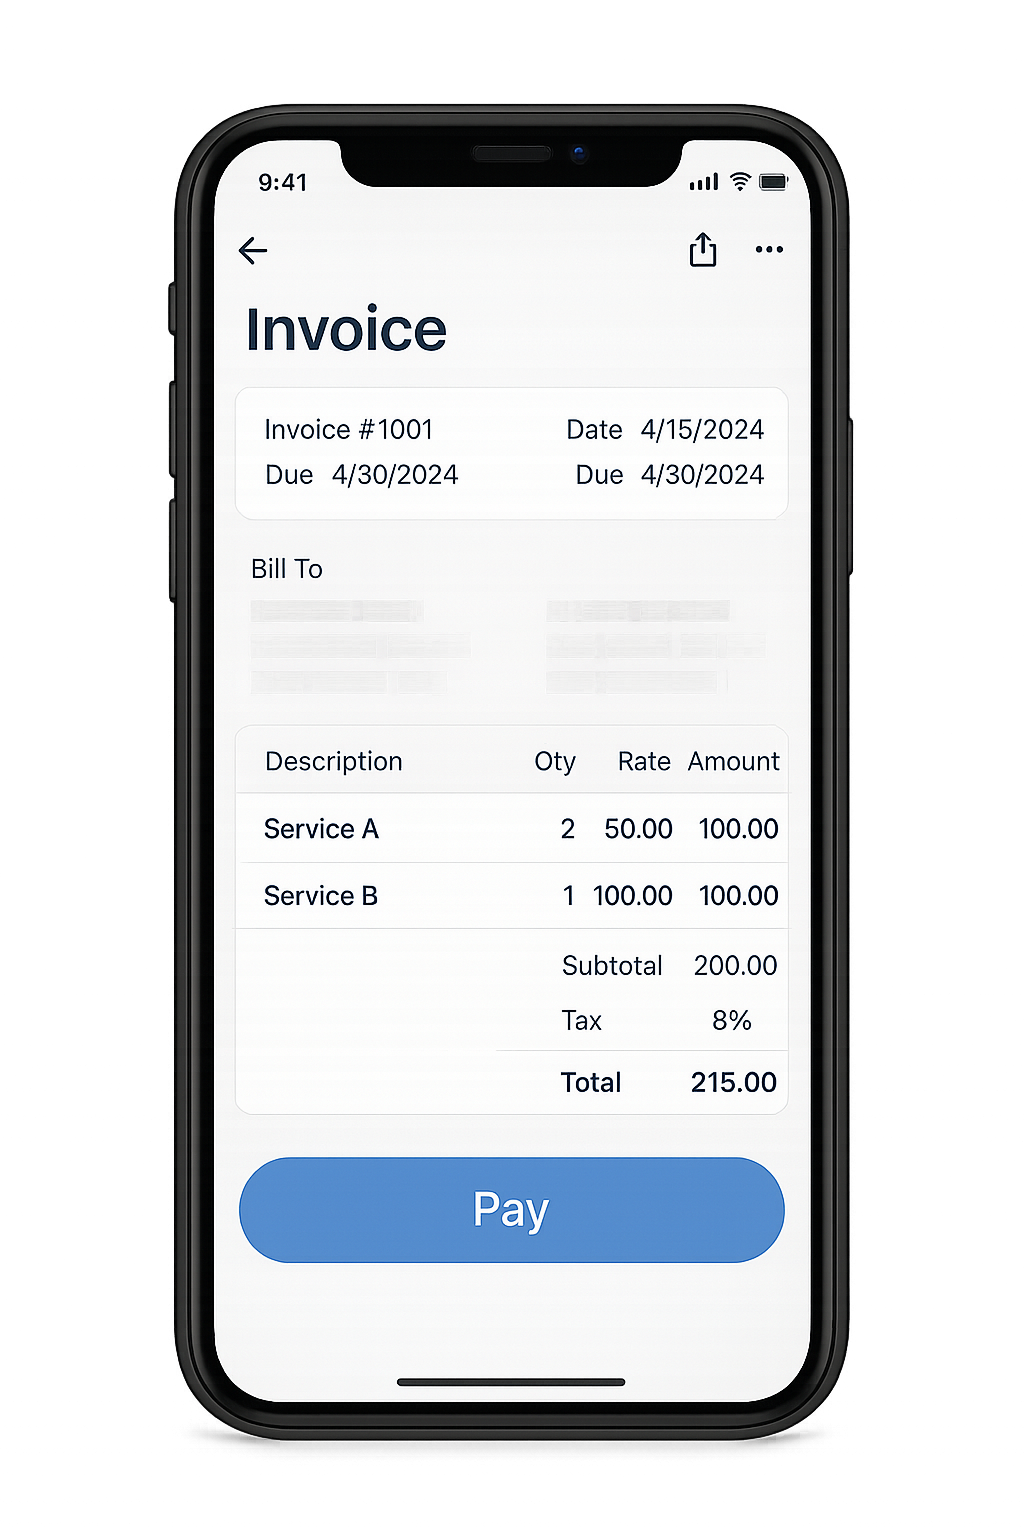 9:41
Invoice
Invoice #1001 Date 4/15/2024
Due 4/30/2024 Due 4/30/2024
Bill To
Description Oty Rate Amount
Service A 2 50.00 100.00
Service B 1 100.00 100.00
Subtotal 200.00
Tax 8%
Total 215.00
Pay